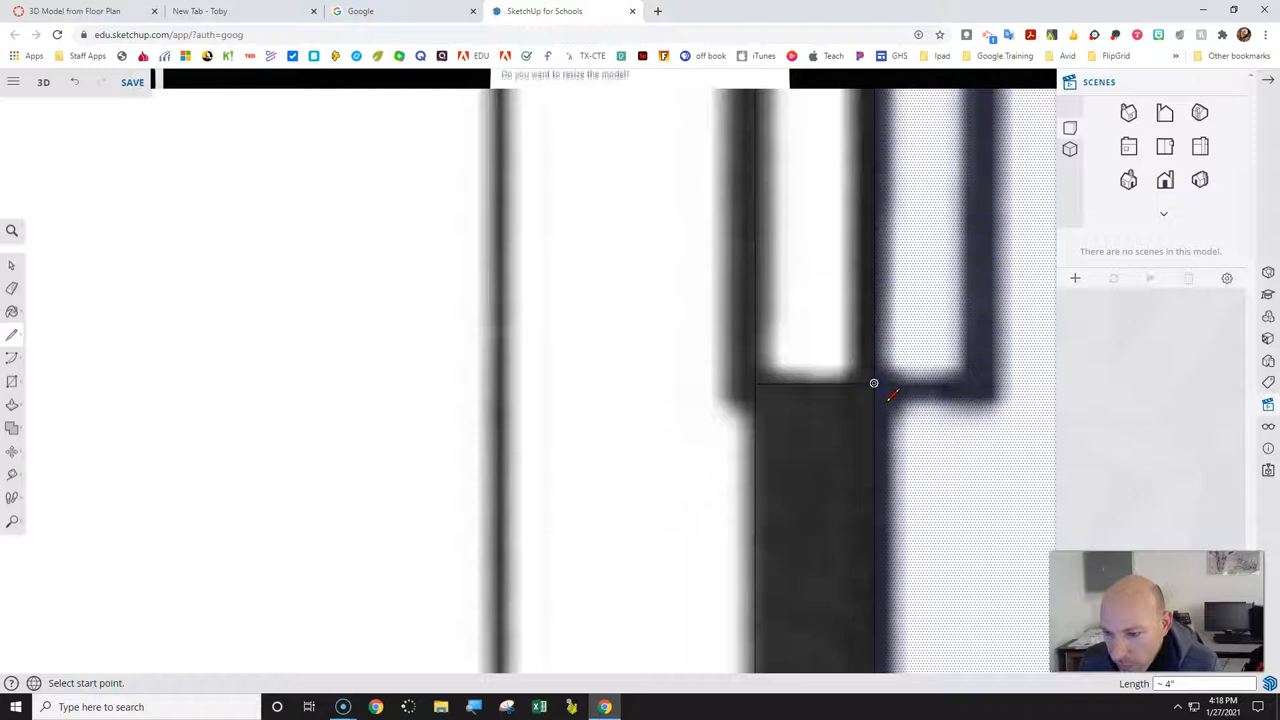 3D Model from Floor Plan
New Tab - Toby
Google
SketchUp for Schools
edu.sketchup.com/app/?auth=goog
Apps
Staff Apps
TED
K!
EDU
TX-CTE
off book
iTunes
Teach
GHS
Ipad
Google Training
Avid
FlipGrid
»
Other bookmarks
3D
SAVE
Do you want to resize the model?
SCENES
There are no scenes in this model.
Select start point.
Length
~ 4"
Type here to search
4:18 PM
1/27/2021